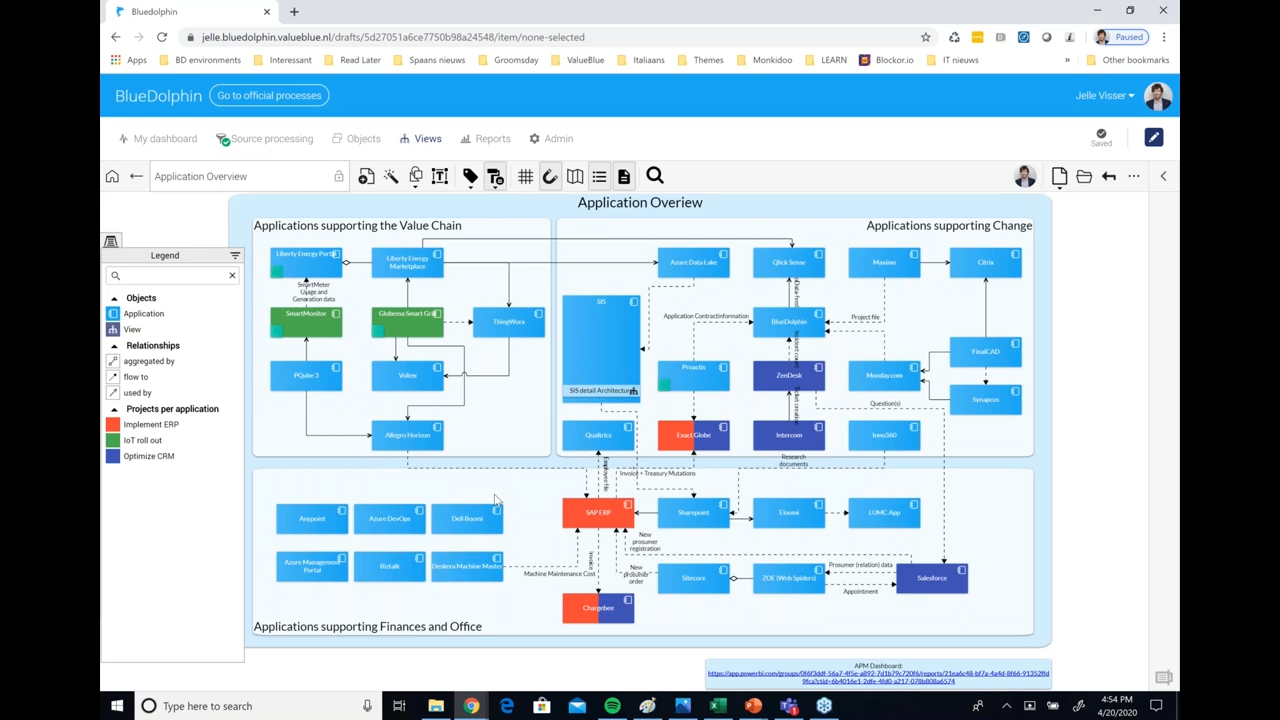 Bluedolphin
jelle.bluedolphin.valueblue.nl/drafts/5d27051a6ce7750b98a24548/item/none-selected
Paused
Apps
BD environments
Interessant
Read Later
Spaans nieuws
Groomsday
ValueBlue
Italiaans
Themes
Monkidoo
LEARN
Blockor.io
IT nieuws
»
Other bookmarks
BlueDolphin
Go to official processes
Jelle Visser
My dashboard
Source processing
Objects
Views
Reports
Admin
Saved
Application Overview
Application Overview
Applications supporting the Value Chain
Applications supporting Change
Legend
Objects
Application
View
Relationships
aggregated by
flow to
used by
Projects per application
Implement ERP
IoT roll out
Optimize CRM
Liberty Energy
Liberty Energy
Marketplace
Azure Data Lake
Qlick Sense
Maximo
Citrix
SmartMeter
Usage and
Generation data
SmartMonitor
Globema Smart Grid
ThingWorx
SIS
Application Contractinformation
BlueDolphin
Project file
FinalCAD
PQube 3
Voltex
Proactis
ZenDesk
Monday.com
SIS detail Architecture
Synapeus
Question(s)
Allegro Horizon
Qualtrics
Exact Globe
Intercom
Inno360
Research
documents
Employee file
Invoice + Treasury Mutations
Anypoint
Azure DevOps
Dell Boomi
SAP ERP
Sharepoint
Eloomi
LUMC App
New
prosumer
registration
Azure Management
Portal
Biztalk
Deskera Machine Master
Machine Maintenance Cost
Invoice
New
prosumer
order
Sitecore
ZOE (Web Spiders)
Prosumer (relation) data
Appointment
Salesforce
Chargebee
Applications supporting Finances and Office
APM Dashboard:
Type here to search
4:54 PM
4/20/2020